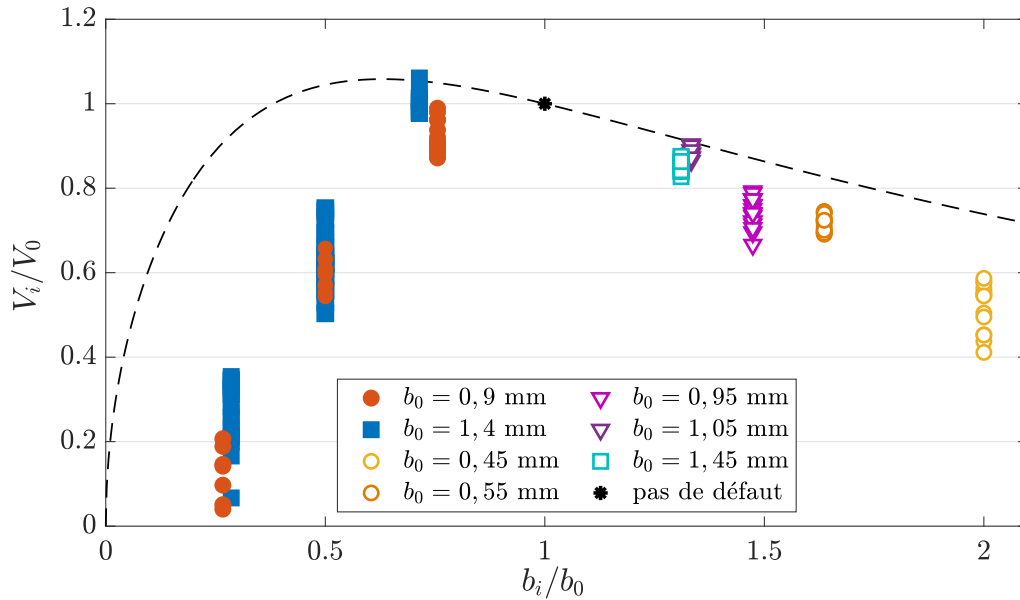 1.2
1
0.8
0.6
0.4
0.2
0
V_i/V_0
b_0 = 0,9 mm
b_0 = 1,4 mm
b_0 = 0,45 mm
b_0 = 0,55 mm
b_0 = 0,95 mm
b_0 = 1,05 mm
b_0 = 1,45 mm
pas de défaut
0 0.5 1 1.5 2
b_i/b_0